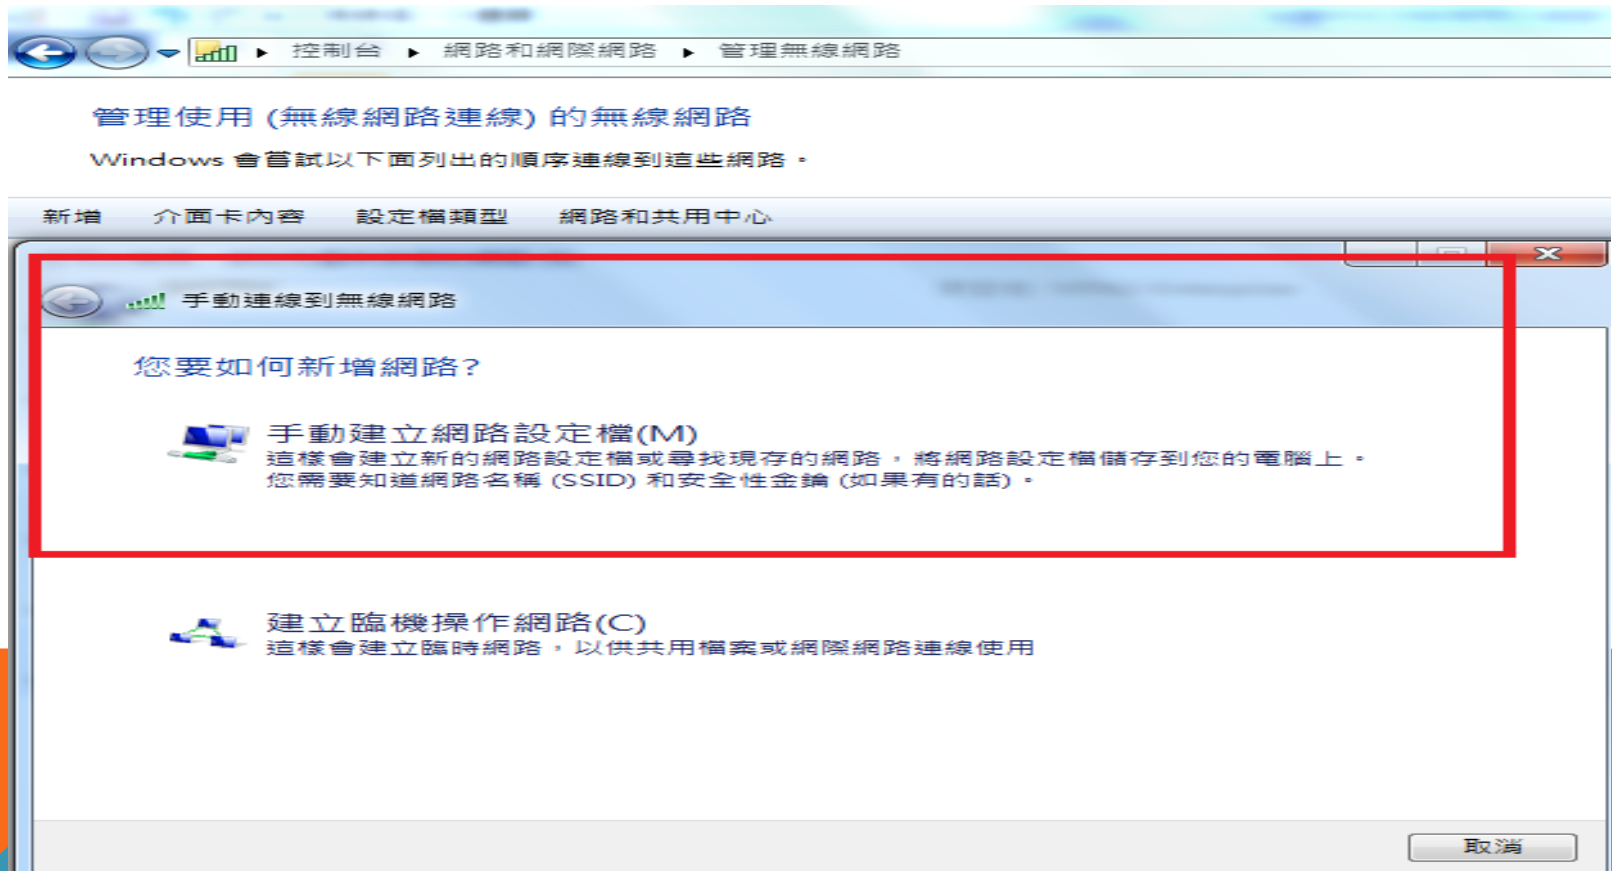 控制台 ▸ 網路和網際網路 ▸ 管理無線網路
管理使用 (無線網路連線) 的無線網路
Windows 會嘗試以下面列出的順序連線到這些網路。
新增 介面卡內容 設定檔類型 網路和共用中心
手動連線到無線網路
您要如何新增網路?
手動建立網路設定檔(M)
這樣會建立新的網路設定檔或尋找現存的網路，將網路設定檔儲存到您的電腦上。
您需要知道網路名稱 (SSID) 和安全性金鑰 (如果有的話)。
建立臨機操作網路(C)
這樣會建立臨時網路，以供共用檔案或網際網路連線使用
取消